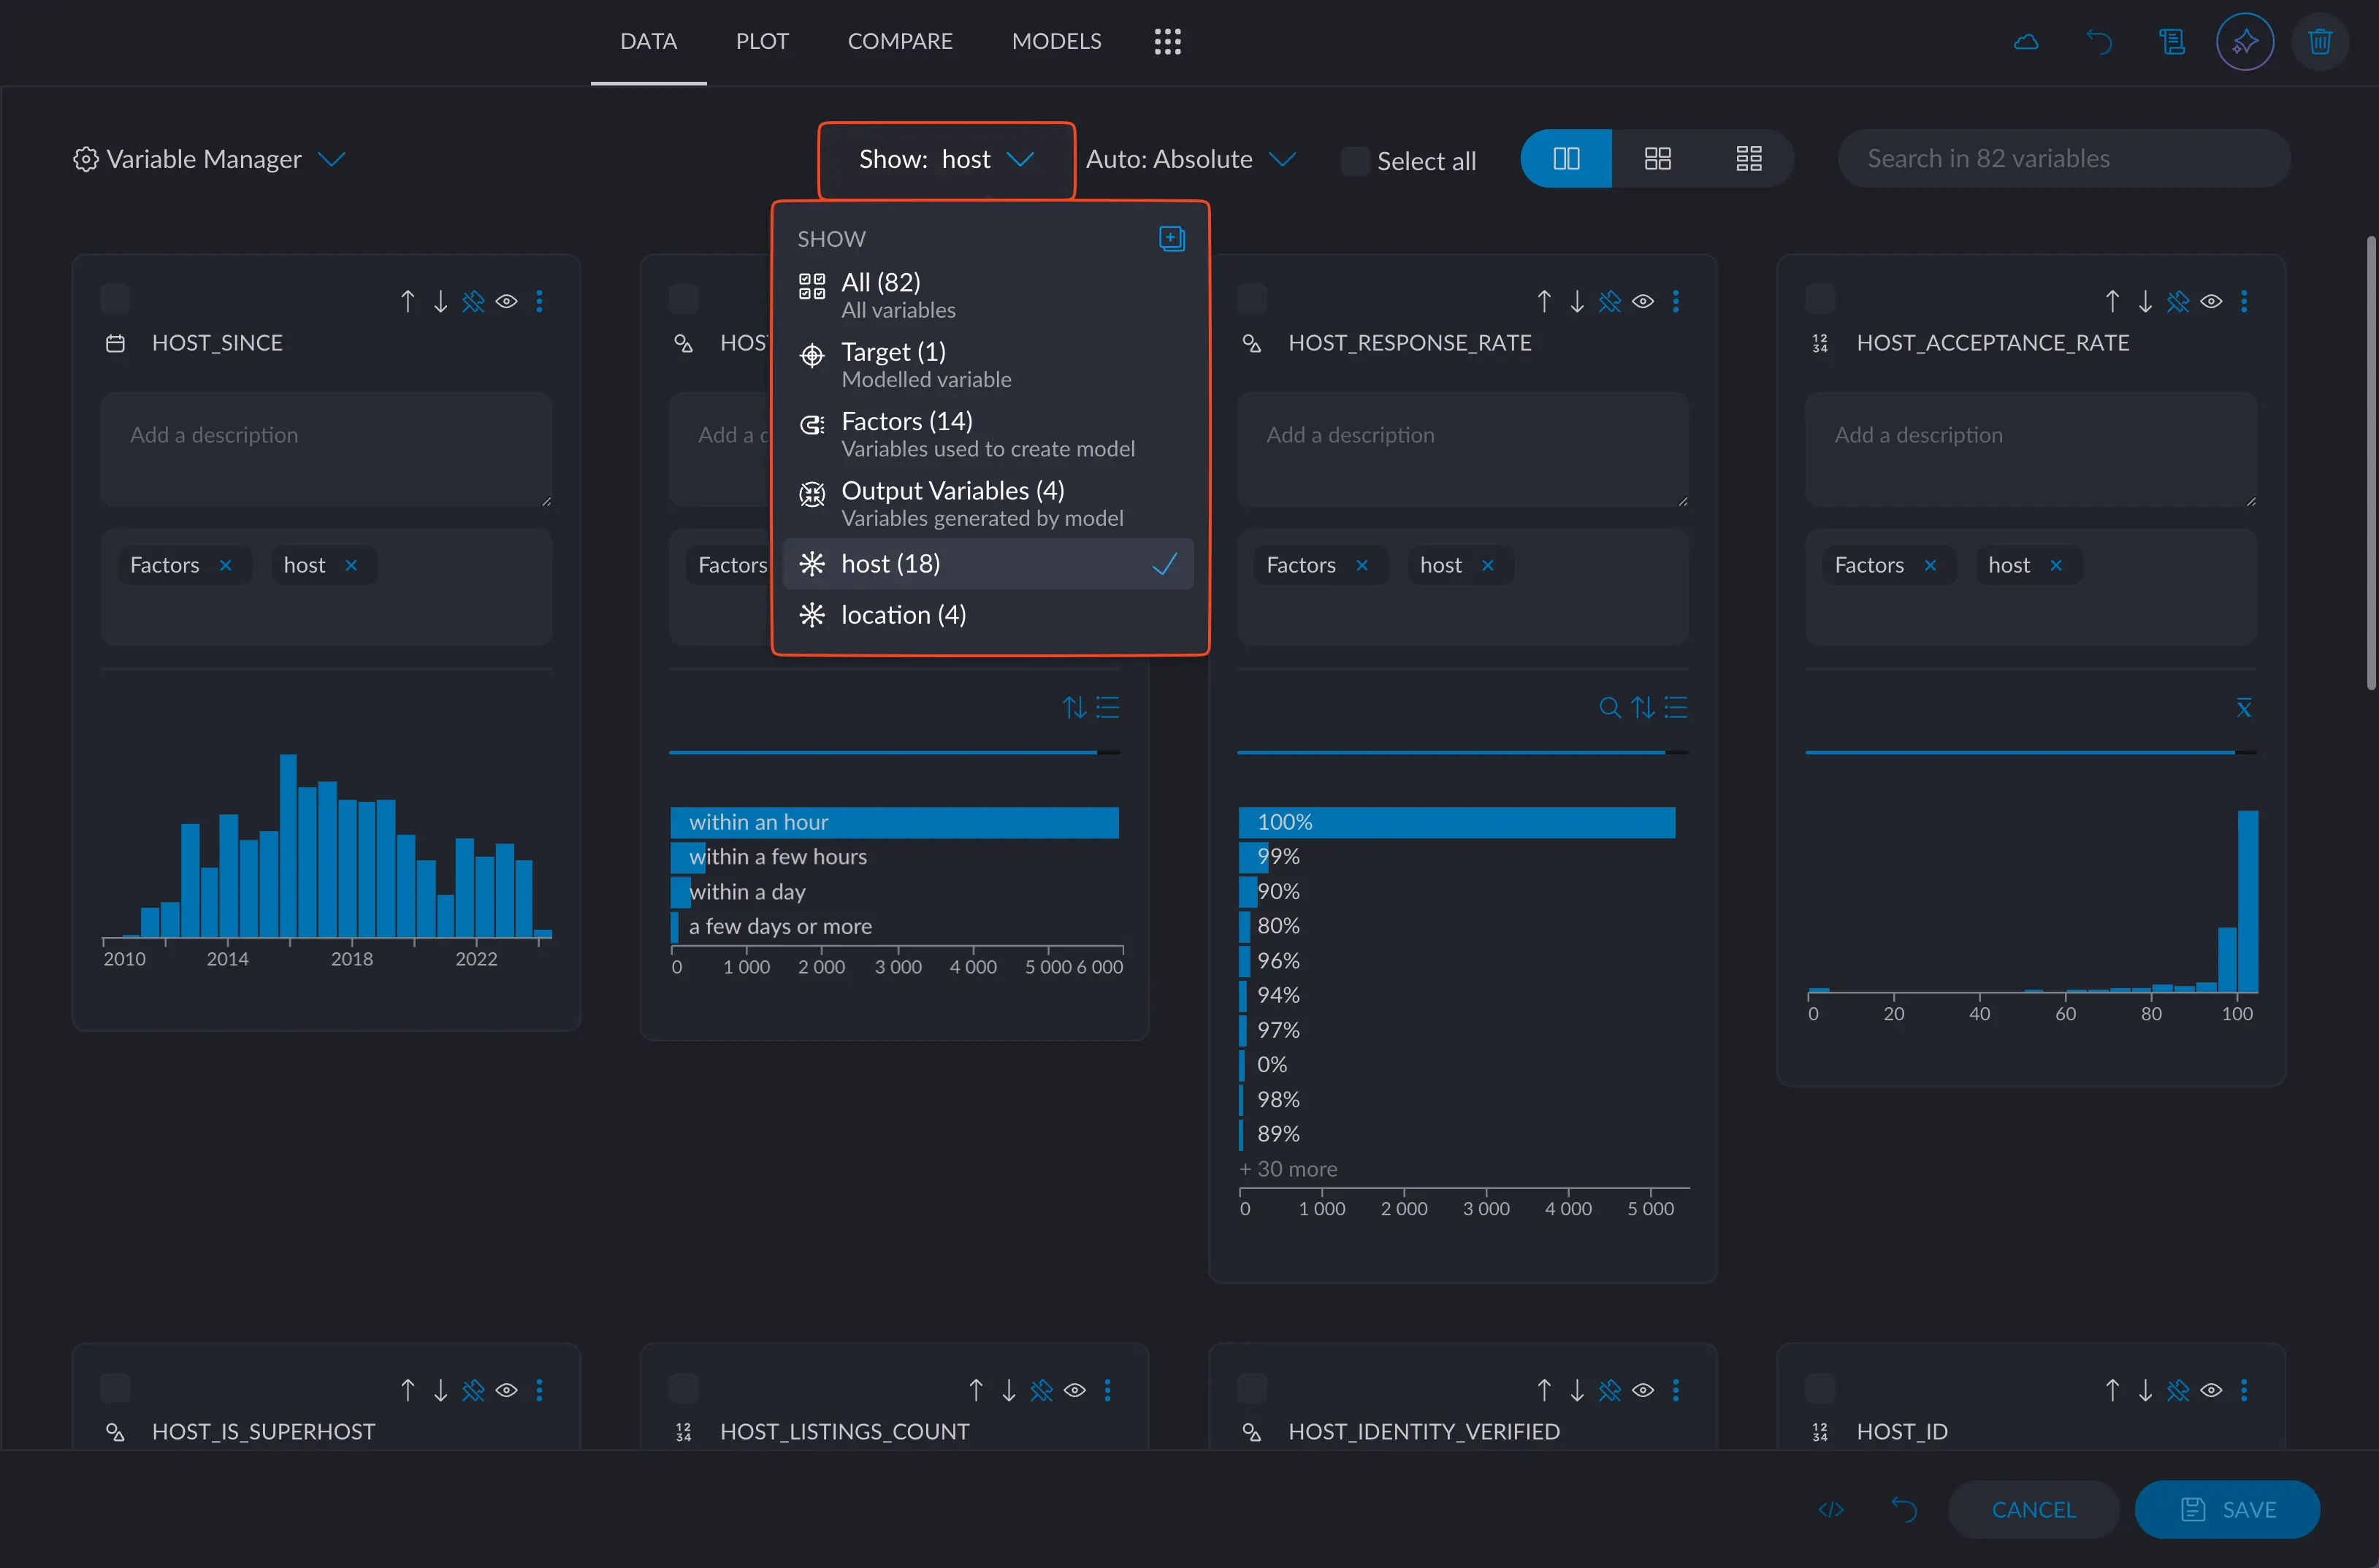 DATA PLOT COMPARE MODELS
Variable Manager
Show: host
Auto: Absolute
Select all
Search in 82 variables
SHOW
All (82)
All variables
Target (1)
Modelled variable
Factors (14)
Variables used to create model
Output Variables (4)
Variables generated by model
host (18)
location (4)
HOST_SINCE
Add a description
Factors × host ×
2010 2014 2018 2022
HOS
Add a
Factors
within an hour
within a few hours
within a day
a few days or more
0 1 000 2 000 3 000 4 000 5 000 6 000
12
34
HOST_RESPONSE_RATE
Add a description
Factors × host ×
100%
99%
90%
80%
96%
94%
97%
0%
98%
89%
+ 30 more
0 1 000 2 000 3 000 4 000 5 000
HOST_ACCEPTANCE_RATE
Add a description
Factors × host ×
x̄
0 20 40 60 80 100
HOST_IS_SUPERHOST
12
34
HOST_LISTINGS_COUNT
HOST_IDENTITY_VERIFIED
12
34
HOST_ID
</>
CANCEL
SAVE